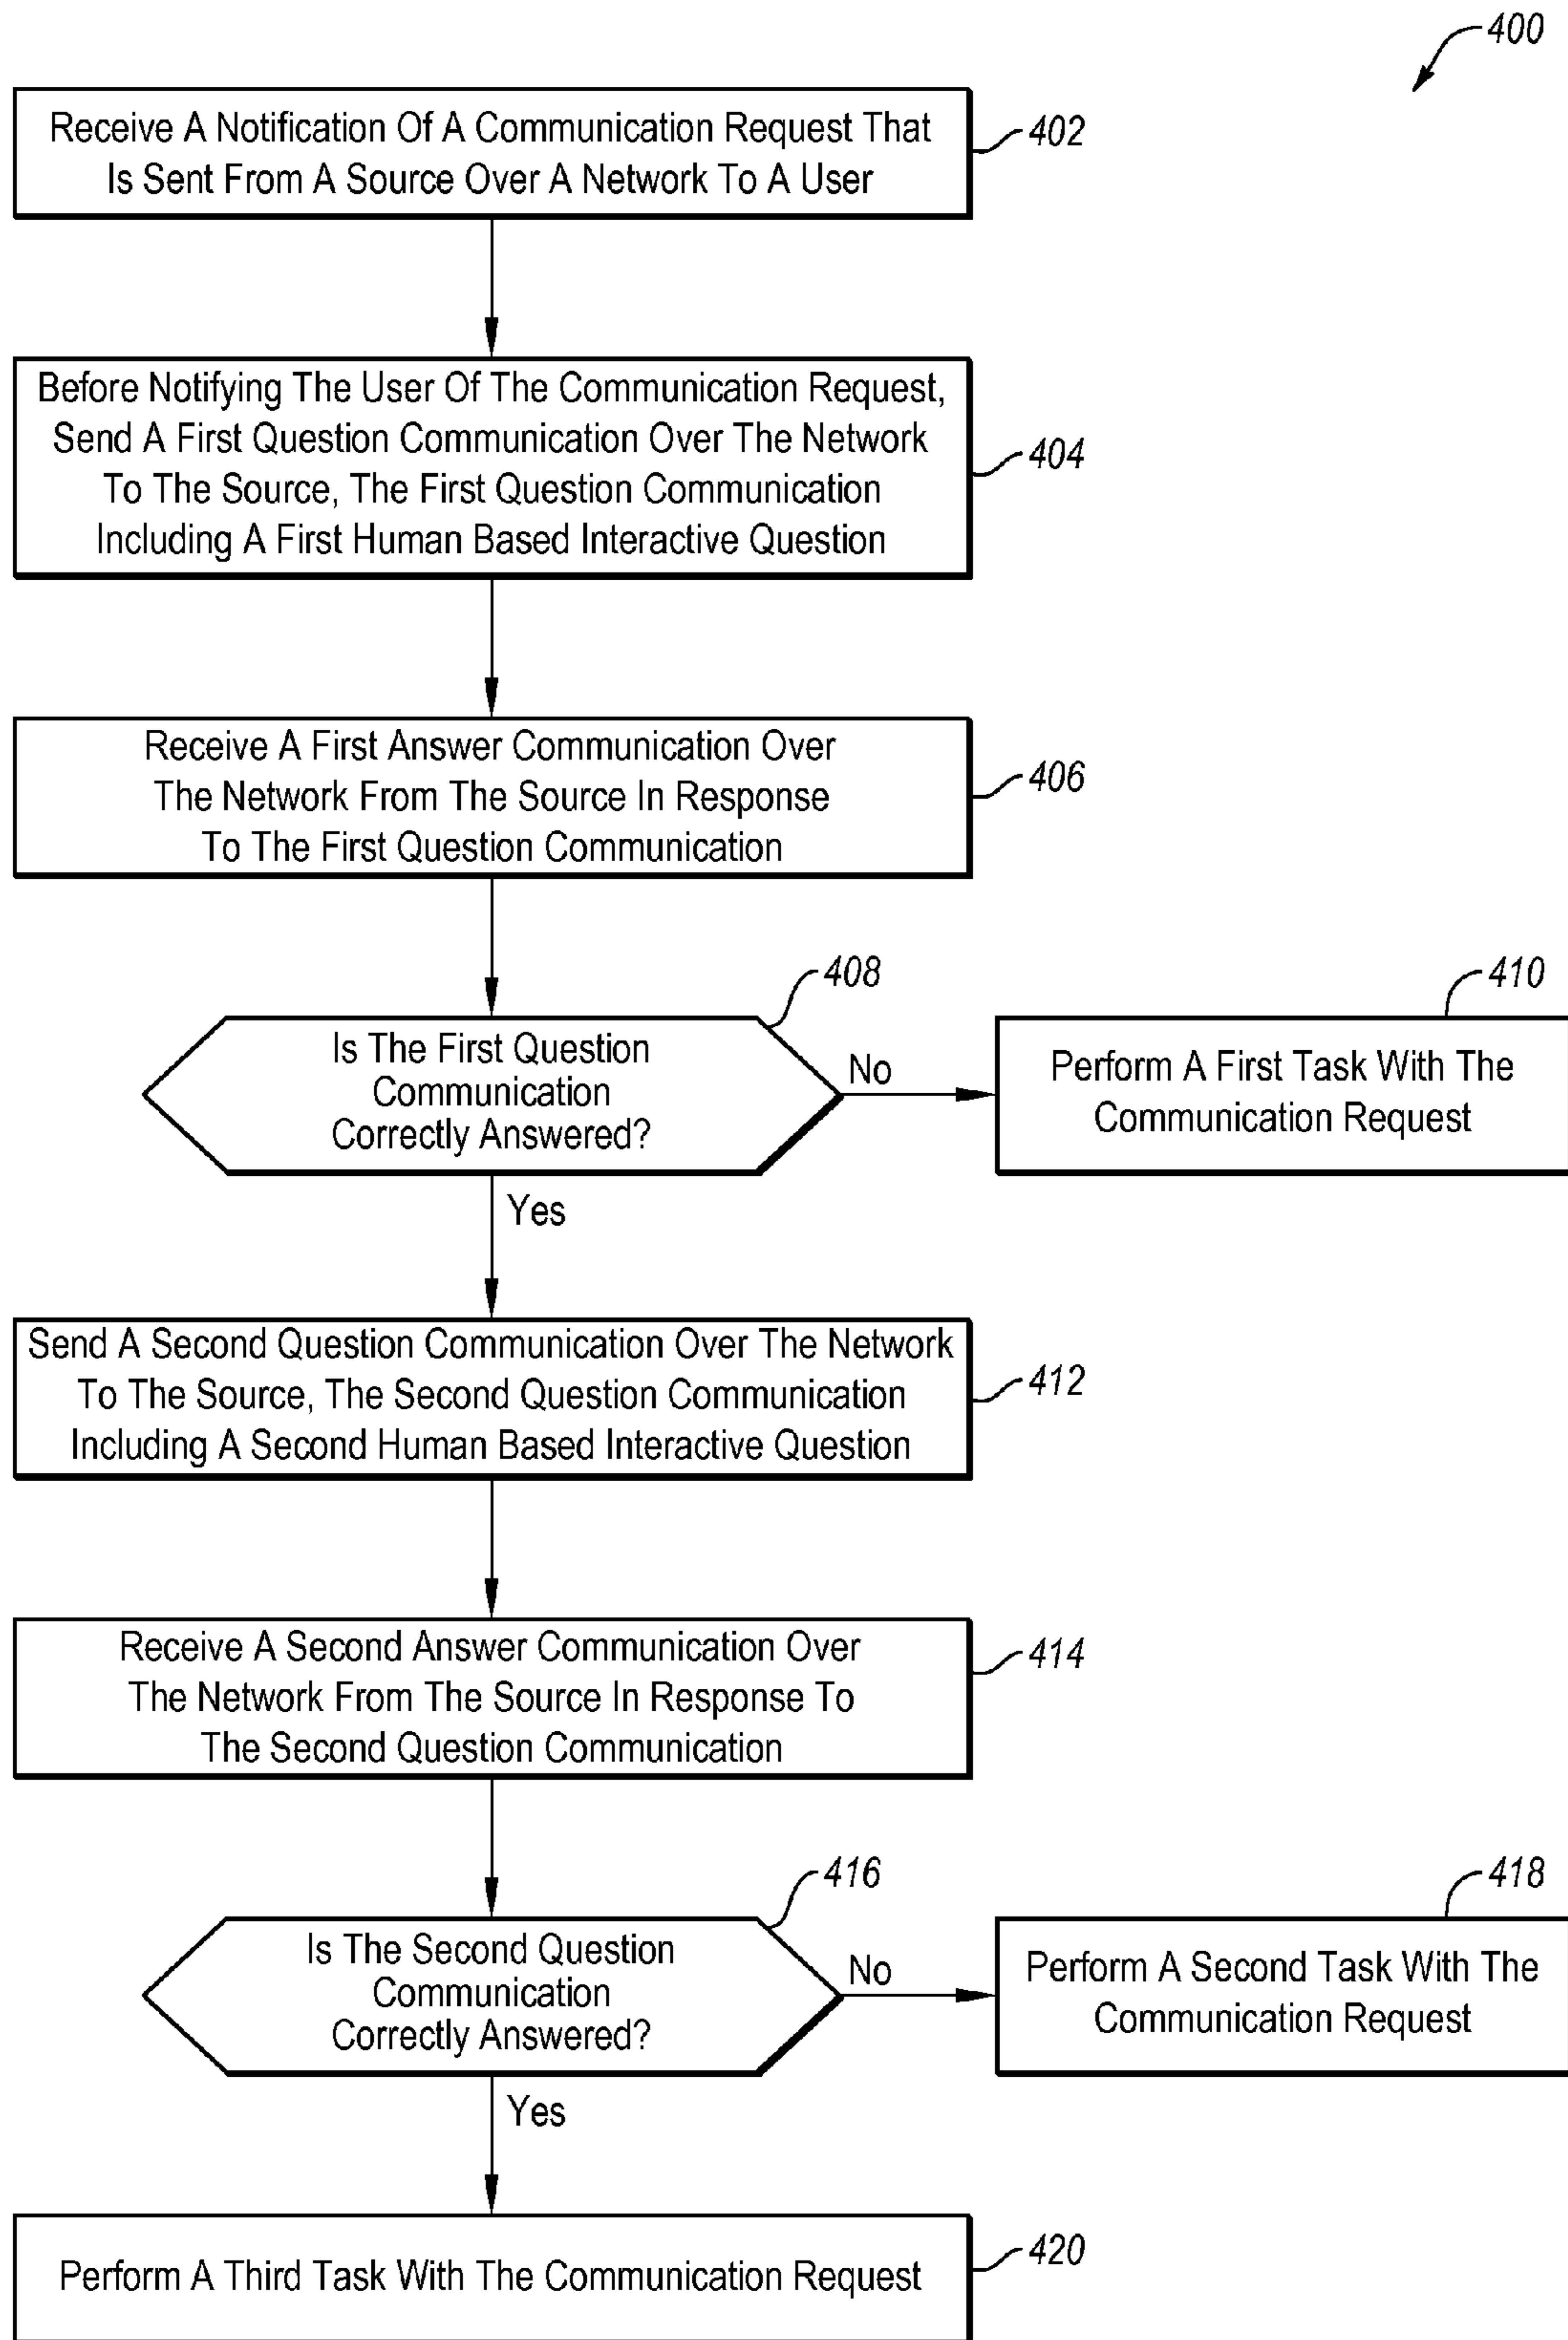 400
Receive A Notification Of A Communication Request That
Is Sent From A Source Over A Network To A User
402
Before Notifying The User Of The Communication Request,
Send A First Question Communication Over The Network
To The Source, The First Question Communication
Including A First Human Based Interactive Question
404
Receive A First Answer Communication Over
The Network From The Source In Response
To The First Question Communication
406
408
Is The First Question
Communication
Correctly Answered?
No
410
Perform A First Task With The
Communication Request
Yes
Send A Second Question Communication Over The Network
To The Source, The Second Question Communication
Including A Second Human Based Interactive Question
412
Receive A Second Answer Communication Over
The Network From The Source In Response To
The Second Question Communication
414
416
Is The Second Question
Communication
Correctly Answered?
No
418
Perform A Second Task With The
Communication Request
Yes
Perform A Third Task With The Communication Request
420